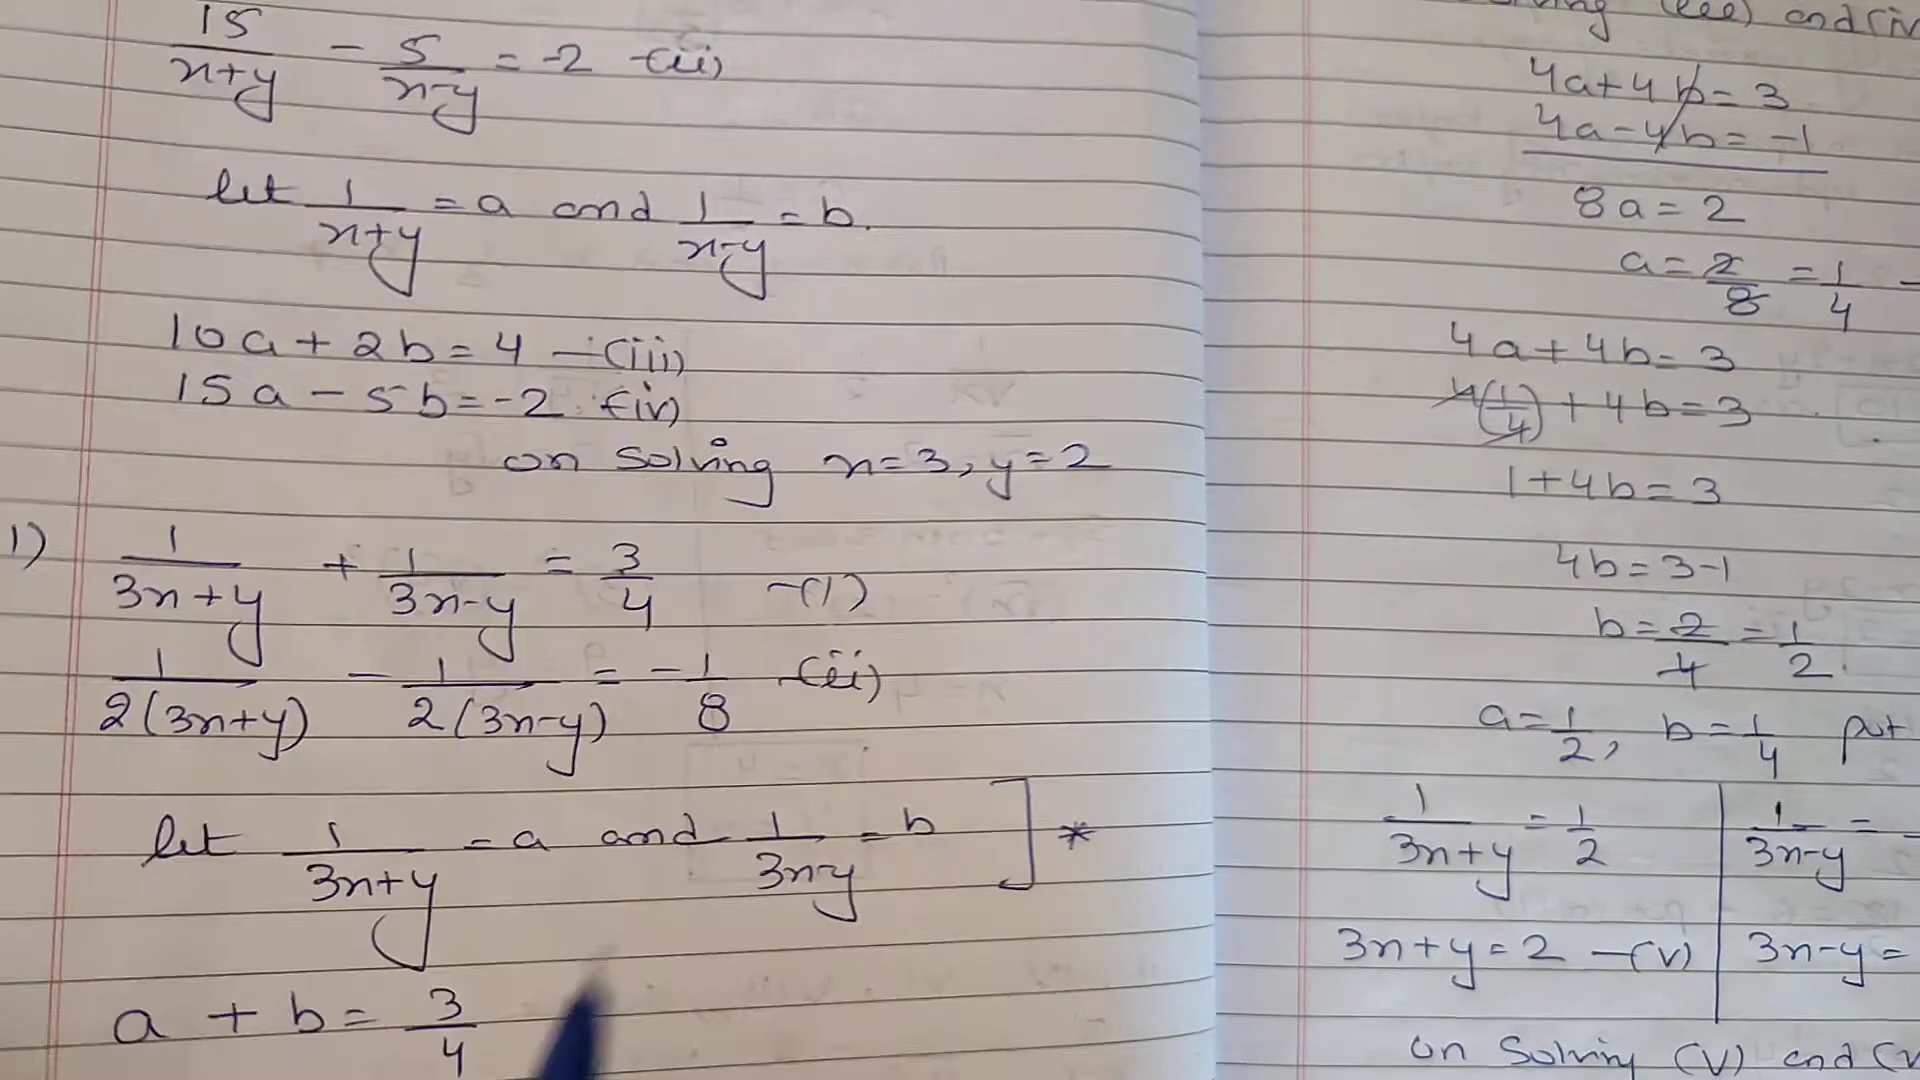 15/(x+y) - 5/(x-y) = -2 -(ii)
let 1/(x+y) = a and 1/(x-y) = b.
10a + 2b = 4 -(iii)
15a - 5b = -2 -(iv)
on solving x=3, y=2
1) 1/(3x+y) + 1/(3x-y) = 3/4 -(1)
1/2(3x+y) - 1/2(3x-y) = -1/8 -(ii)
let 1/(3x+y) = a and 1/(3x-y) = b ] *
a + b = 3/4
(iii) and (iv
4a+4b=3
4a-4b=-1
8a=2
a=2/8=1/4
4a+4b=3
4(1/4)+4b=3
1+4b=3
4b=3-1
b=2/4=1/2.
a=1/2, b=1/4 put
1/(3x+y) = 1/2 | 1/(3x-y) =
3x+y=2 -(v) | 3x-y=
on solving (v) and (v